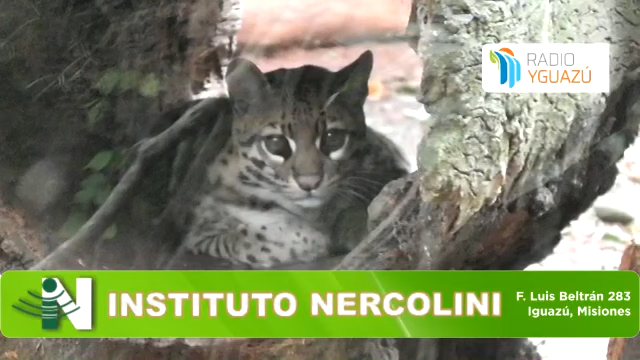 RADIO
YGUAZÚ
INSTITUTO NERCOLINI
F. Luis Beltrán 283
Iguazú, Misiones